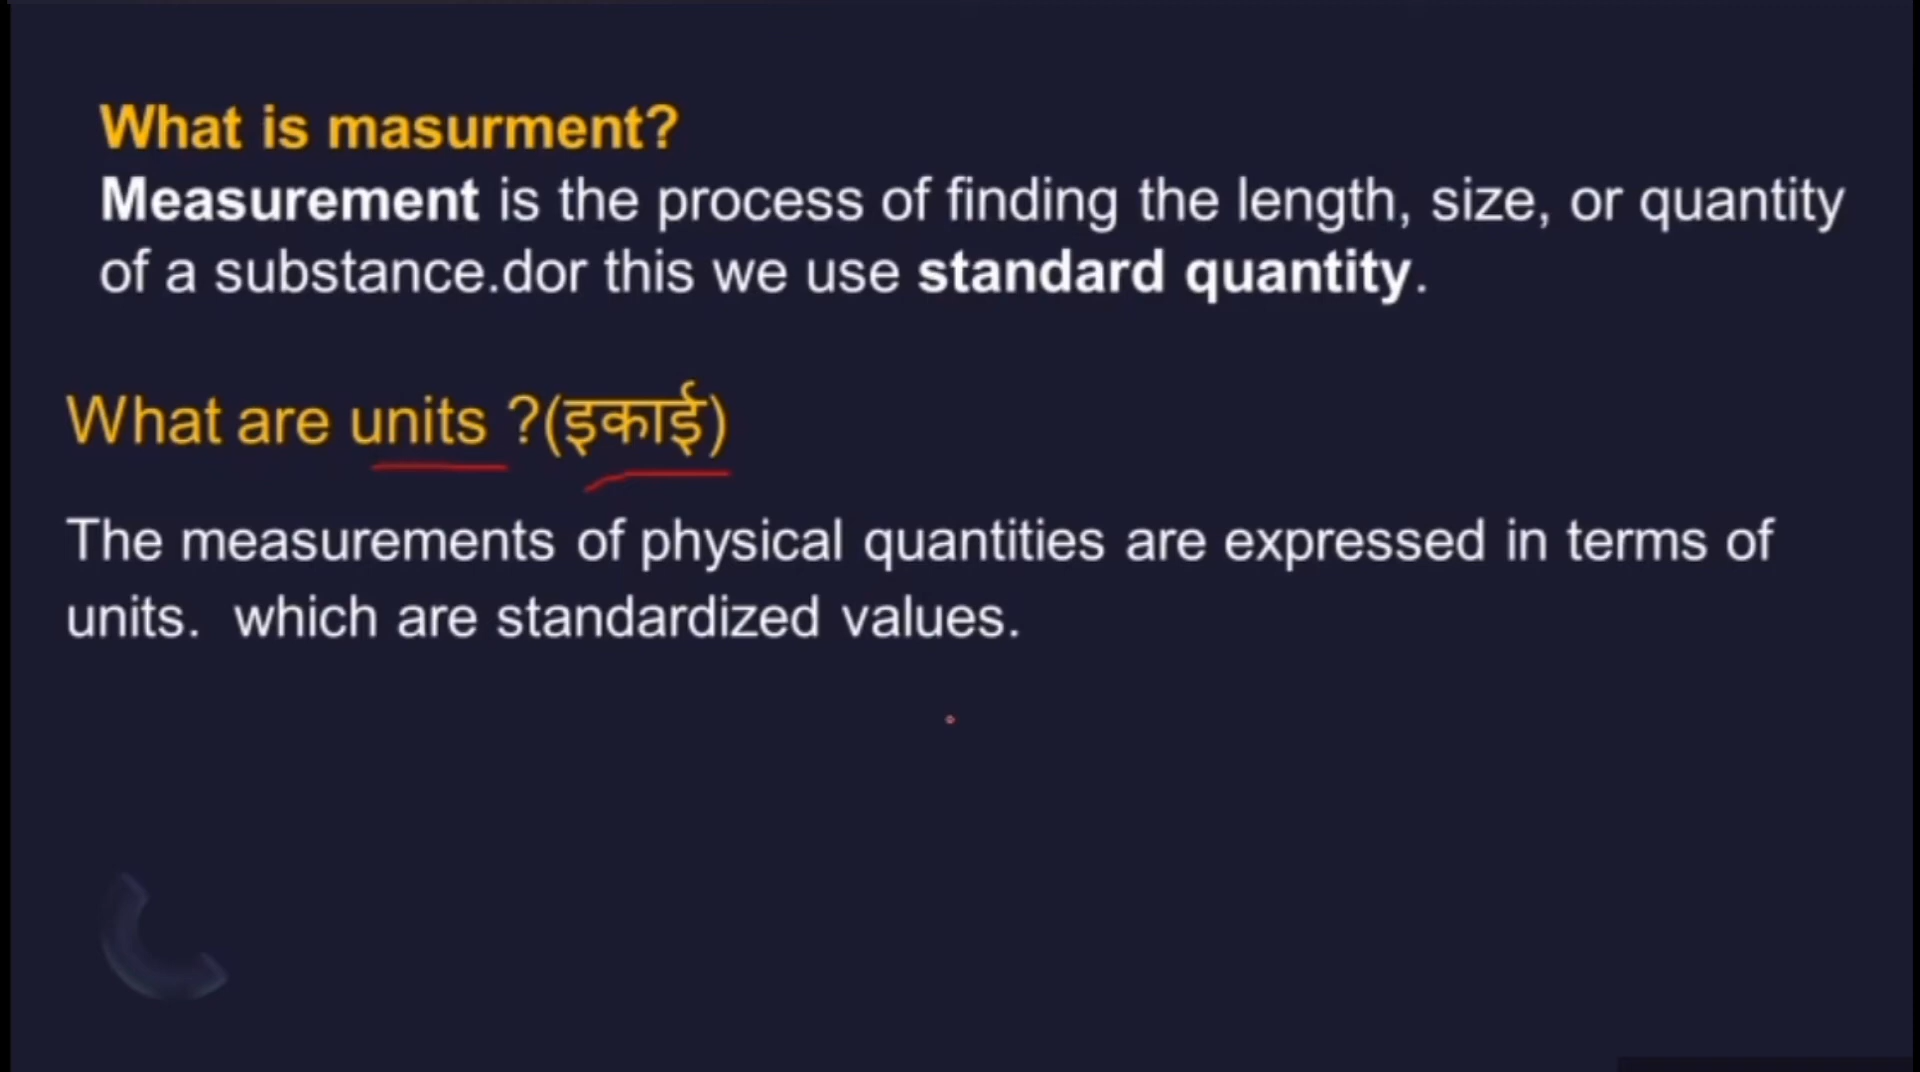 What is masurment?
Measurement is the process of finding the length, size, or quantity
of a substance.dor this we use standard quantity.
What are units ?(इकाई)
The measurements of physical quantities are expressed in terms of
units. which are standardized values.